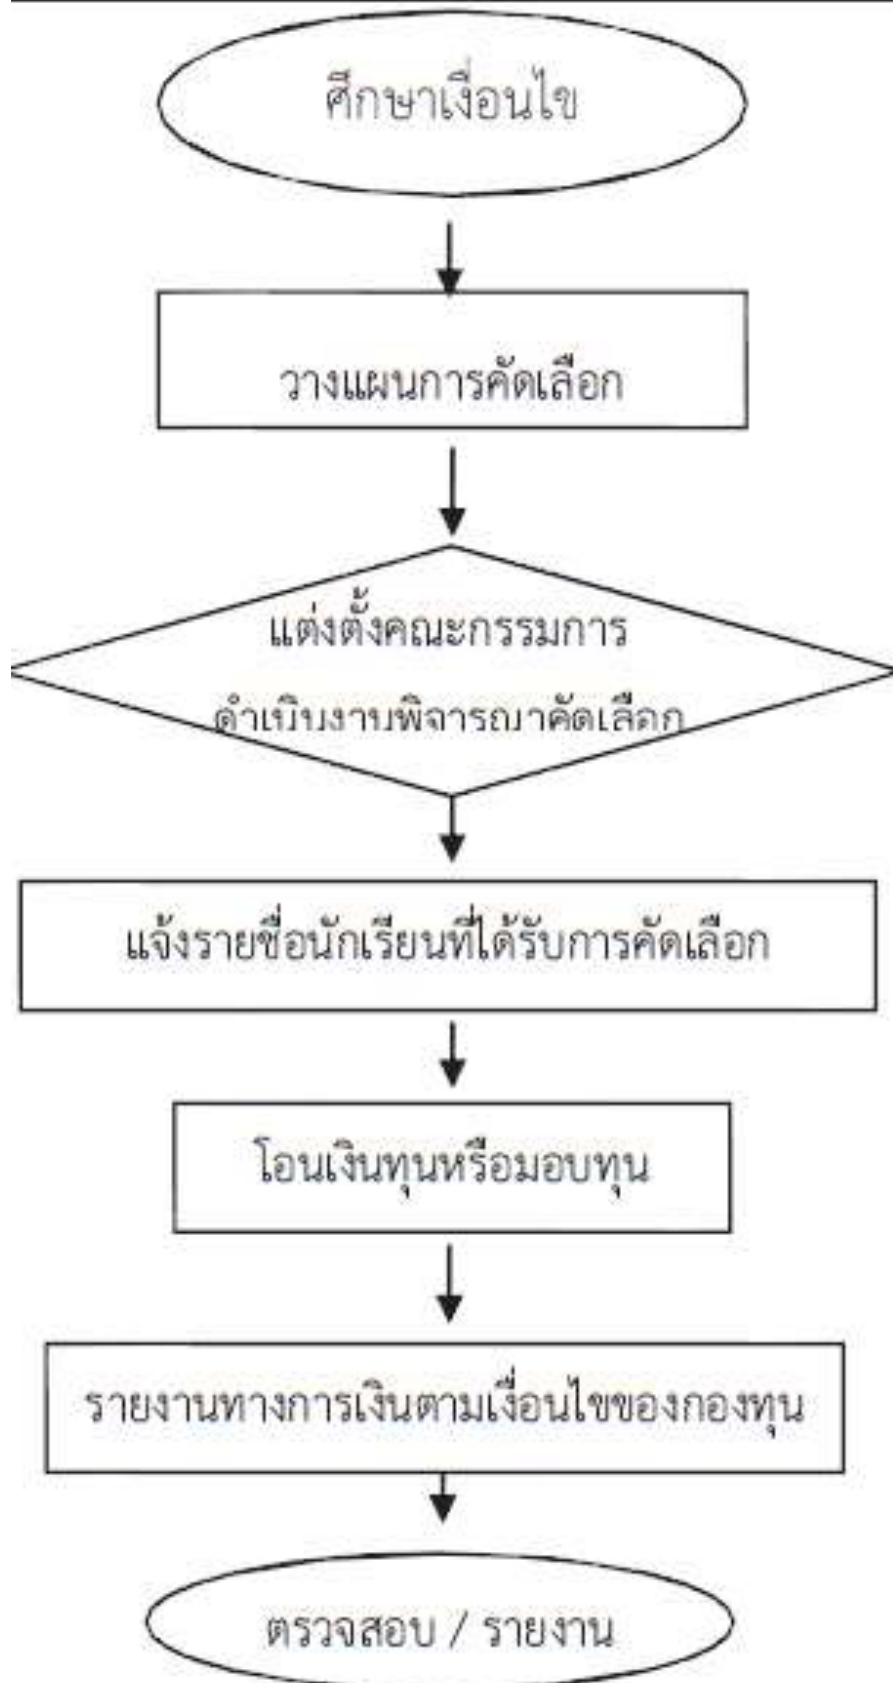 ศึกษาเงื่อนไข
วางแผนการคัดเลือก
แต่งตั้งคณะกรรมการ
ดำเนินงานพิจารณาคัดเลือก
แจ้งรายชื่อนักเรียนที่ได้รับการคัดเลือก
โอนเงินทุนหรือมอบทุน
รายงานทางการเงินตามเงื่อนไขของกองทุน
ตรวจสอบ / รายงาน